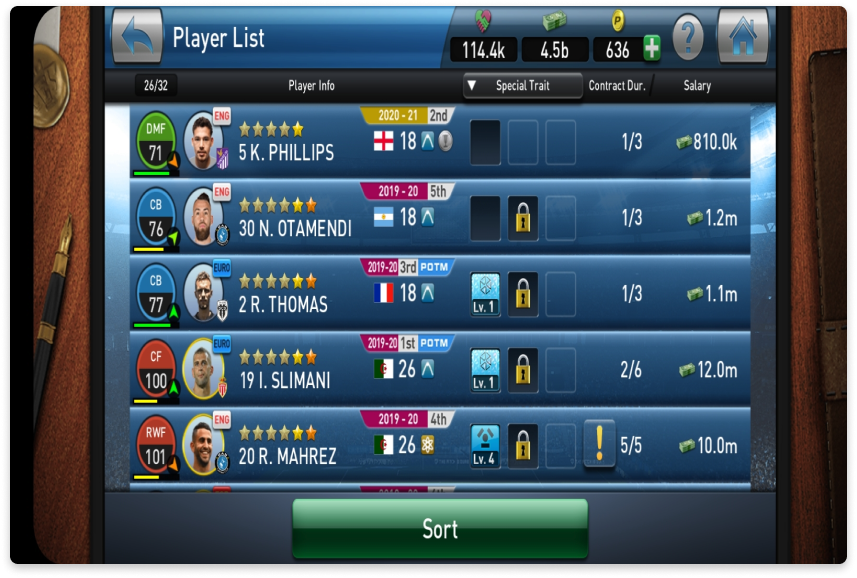 Player List
114.4k
4.5b
P
636
?
26/32
Player Info
Special Trait
Contract Dur.
Salary
DMF
71
ENG
5 K. PHILLIPS
2020 - 21 2nd
18
1/3
810.0k
CB
76
ENG
30 N. OTAMENDI
2019 - 20 5th
18
1/3
1.2m
CB
77
EURO
2 R. THOMAS
2019-20 3rd POTM
18
Lv. 1
1/3
1.1m
CF
100
EURO
19 I. SLIMANI
2019-20 1st POTM
26
Lv. 1
2/6
12.0m
RWF
101
ENG
20 R. MAHREZ
2019 - 20 4th
26
Lv. 4
!
5/5
10.0m
Sort